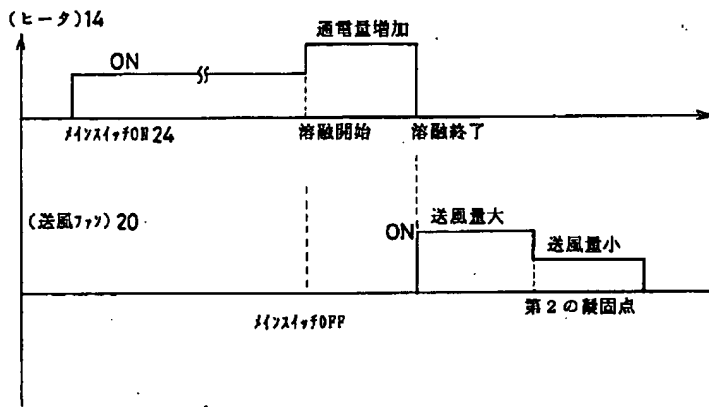 (ヒータ)14
通電量増加
ON
メインスイッチON24
溶融開始
溶融終了
(送風ファン)20
ON
送風量大
送風量小
第2の凝固点
メインスイッチOFF